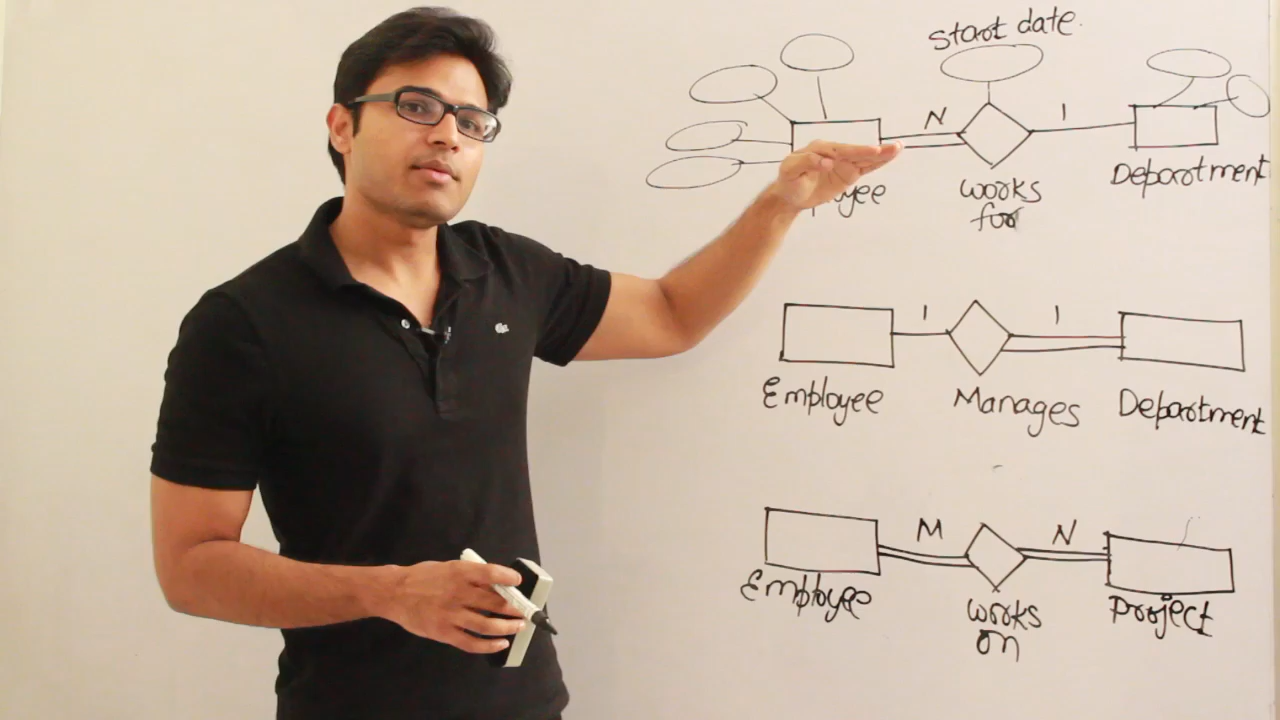 Start date.
N 1
works
for
Department
1 1
Employee Manages Department
M N
Employee works
on
Project